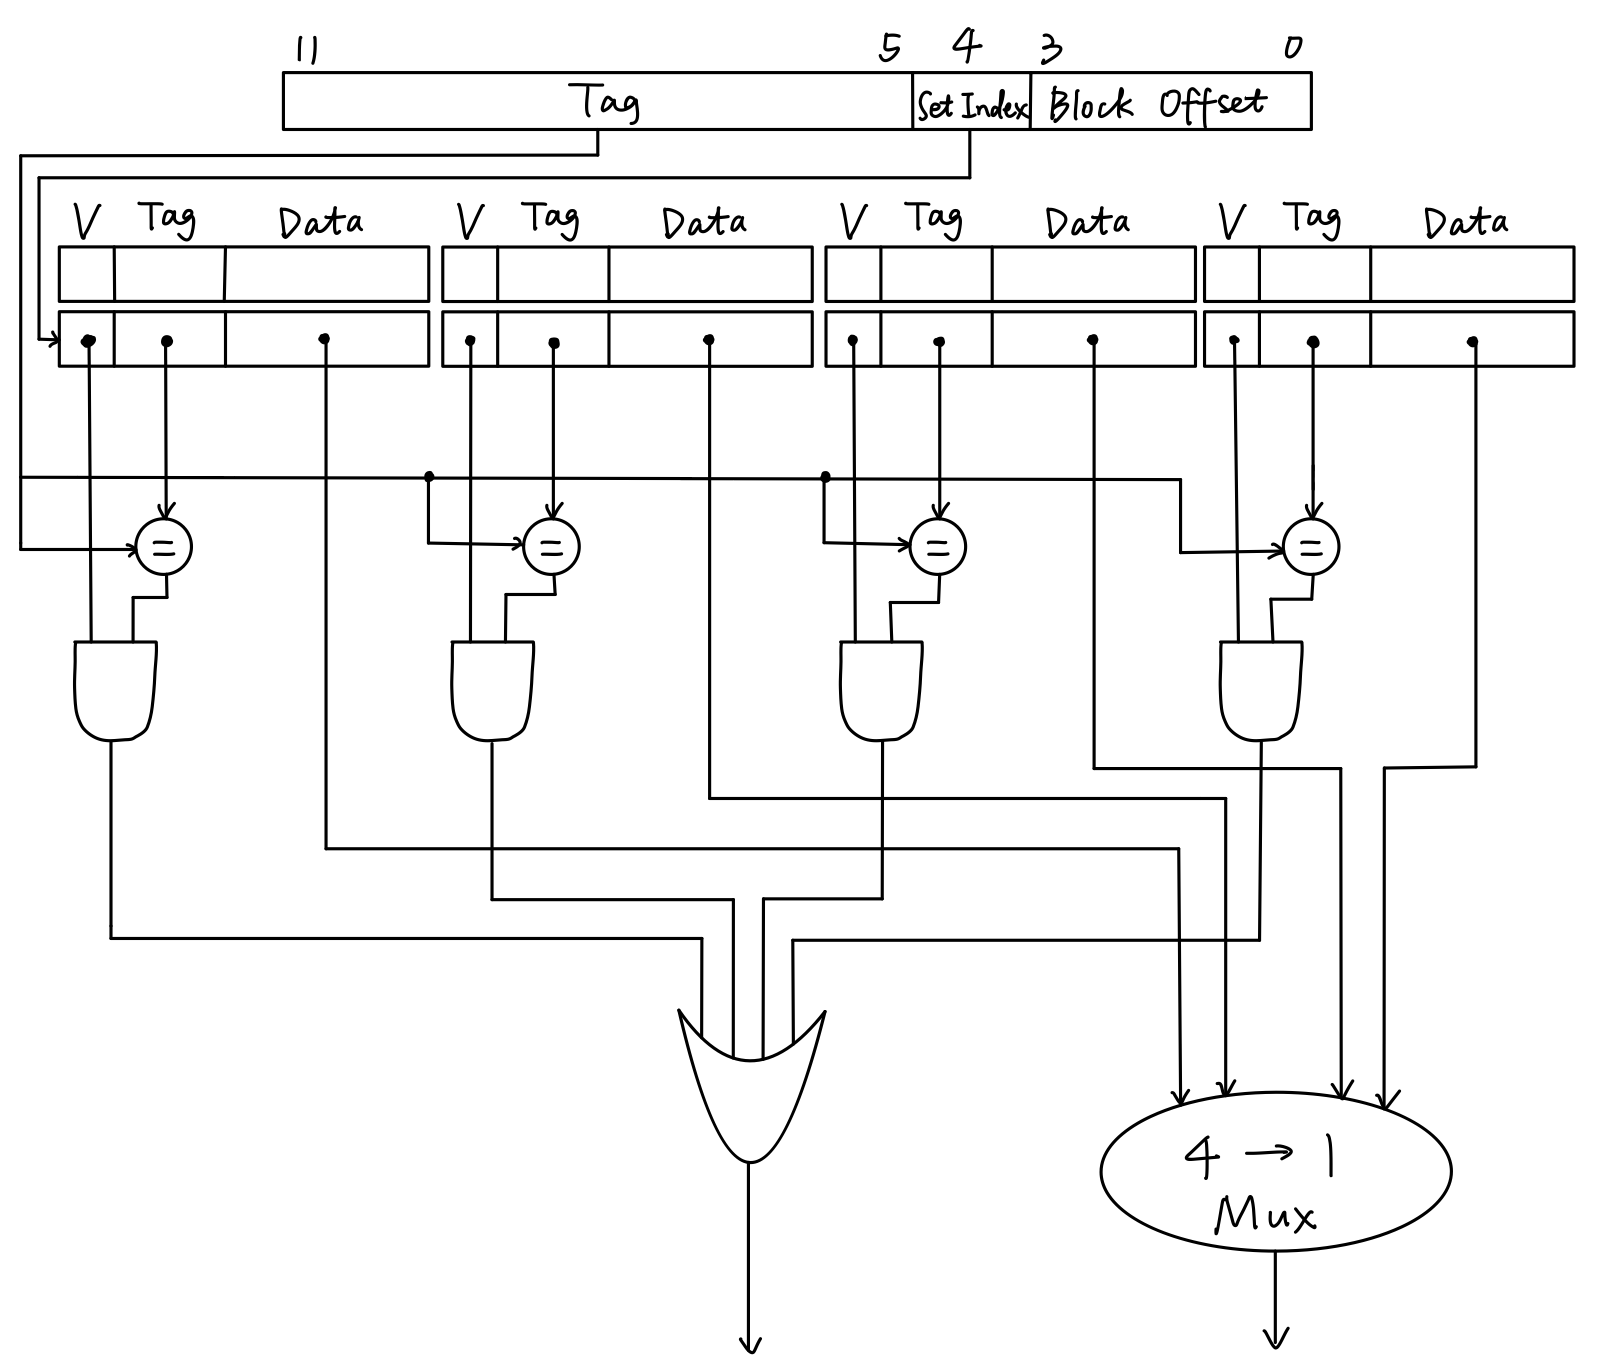 11 5 4 3 0
Tag Set Index Block Offset
V Tag Data V Tag Data V Tag Data V Tag Data
= = = =
4 → 1
Mux